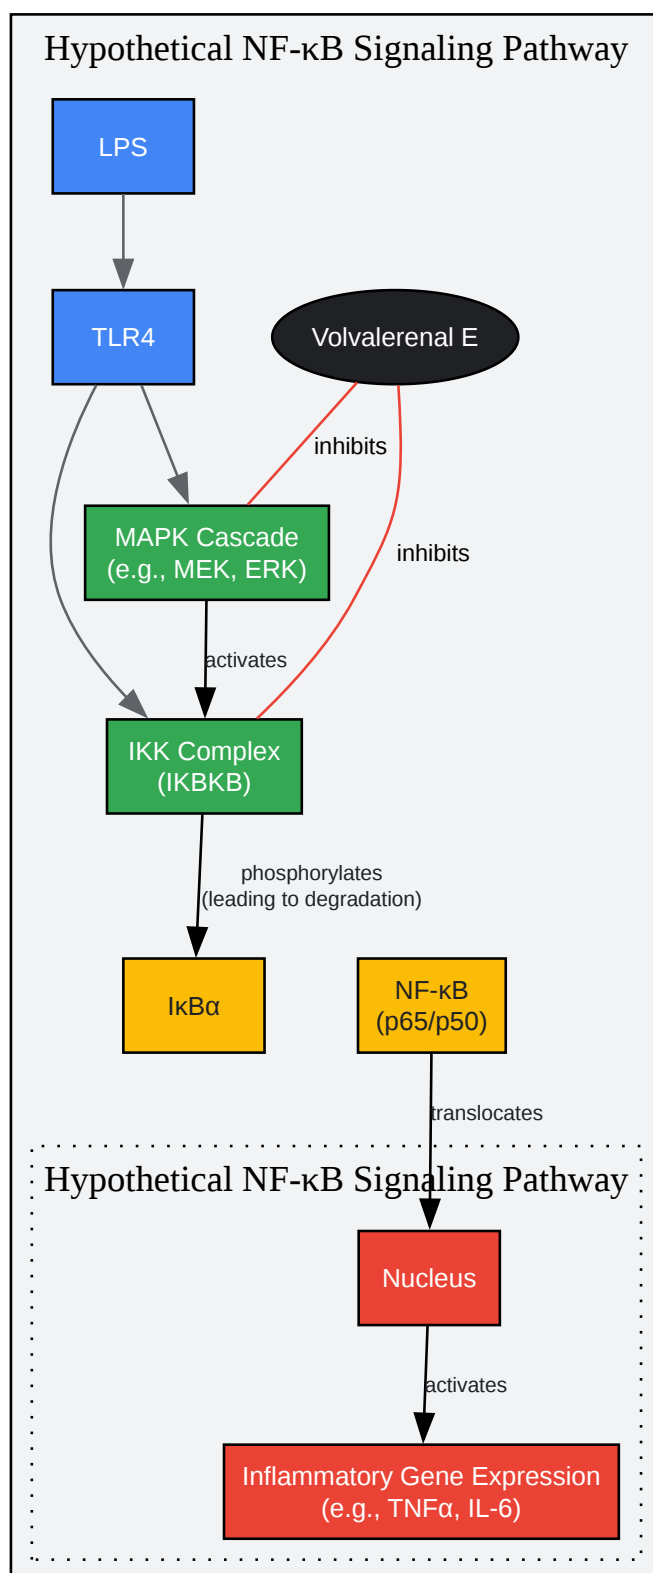 Hypothetical NF-κB Signaling Pathway
LPS
TLR4
Volvalerenal E
inhibits
MAPK Cascade
(e.g., MEK, ERK)
inhibits
activates
IKK Complex
(IKBKB)
phosphorylates
(leading to degradation)
IκBα
NF-κB
(p65/p50)
translocates
Hypothetical NF-κB Signaling Pathway
Nucleus
activates
Inflammatory Gene Expression
(e.g., TNFα, IL-6)